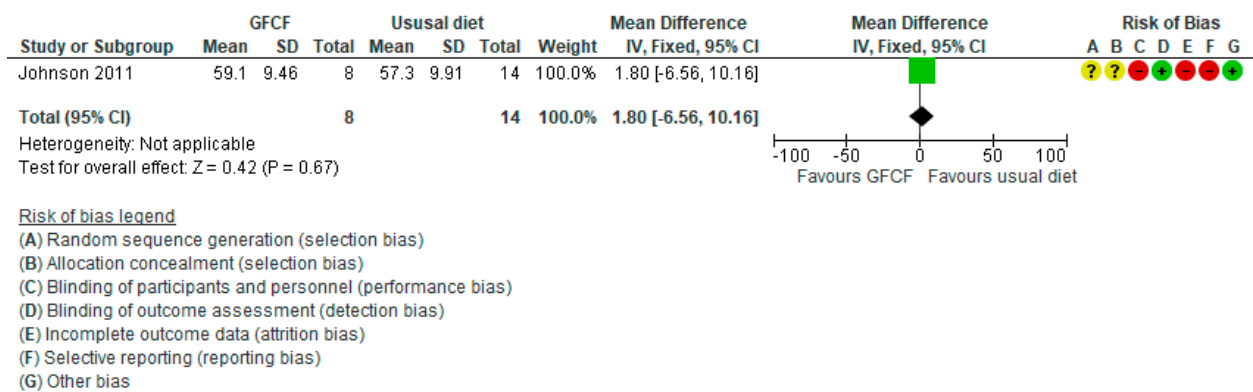 GFCF Ususal diet Mean Difference Mean Difference Risk of Bias
Study or Subgroup Mean SD Total Mean SD Total Weight IV, Fixed, 95% CI IV, Fixed, 95% CI A B C D E F G
Johnson 2011 59.1 9.46 8 57.3 9.91 14 100.0% 1.80 [-6.56, 10.16] ? ? - + - - +
Total (95% CI) 8 14 100.0% 1.80 [-6.56, 10.16]
Heterogeneity: Not applicable
Test for overall effect: Z = 0.42 (P = 0.67)
-100 -50 0 50 100
Favours GFCF Favours usual diet
Risk of bias legend
(A) Random sequence generation (selection bias)
(B) Allocation concealment (selection bias)
(C) Blinding of participants and personnel (performance bias)
(D) Blinding of outcome assessment (detection bias)
(E) Incomplete outcome data (attrition bias)
(F) Selective reporting (reporting bias)
(G) Other bias